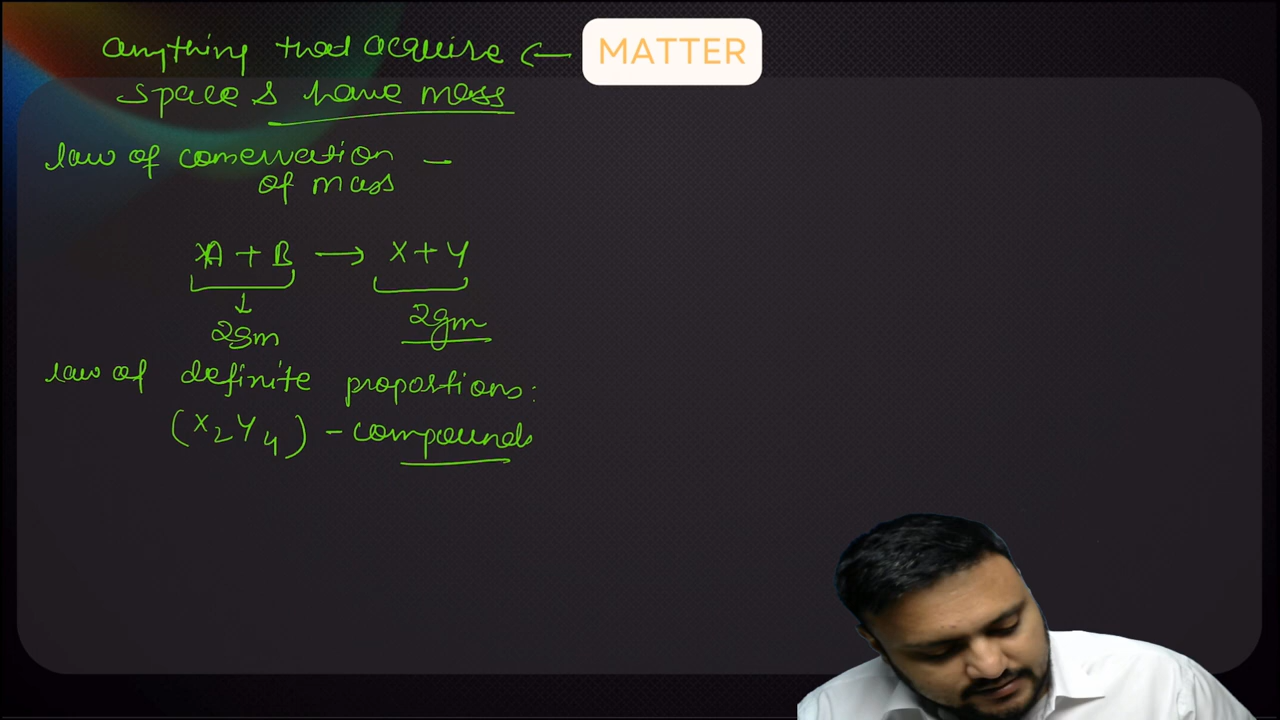 anything that acquire ← MATTER
space & have mass
law of conservation –
of mass
A + B → X + Y
2gm 2gm
law of definite proportions:
(X₂Y₄) – compounds